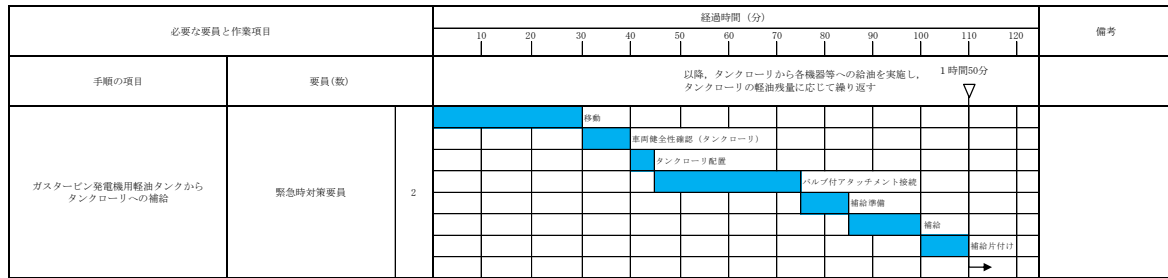 必要な要員と作業項目
経過時間（分）
備考
10 20 30 40 50 60 70 80 90 100 110 120
手順の項目
要員(数)
以降，タンクローリから各機器等への給油を実施し，
タンクローリの軽油残量に応じて繰り返す
１時間50分
ガスタービン発電機用軽油タンクから
タンクローリへの補給
緊急時対策要員
2
移動
車両健全性確認（タンクローリ）
タンクローリ配置
バルブ付アタッチメント接続
補給準備
補給
補給片付け